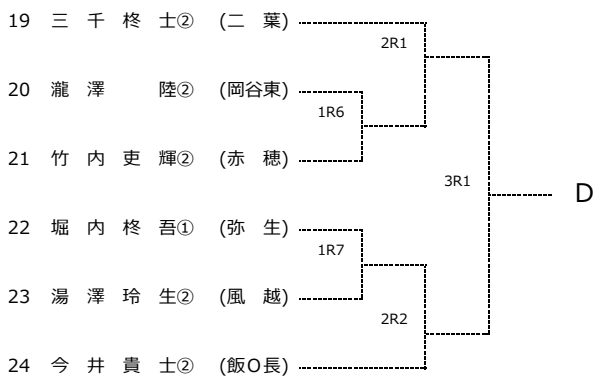 19 三 千 柊 士② (二 葉)
2R1
20 瀧 澤 陸② (岡谷東)
1R6
21 竹 内 吏 輝② (赤 穂)
3R1
D
22 堀 内 柊 吾① (弥 生)
1R7
23 湯 澤 玲 生② (風 越)
2R2
24 今 井 貴 士② (飯O長)